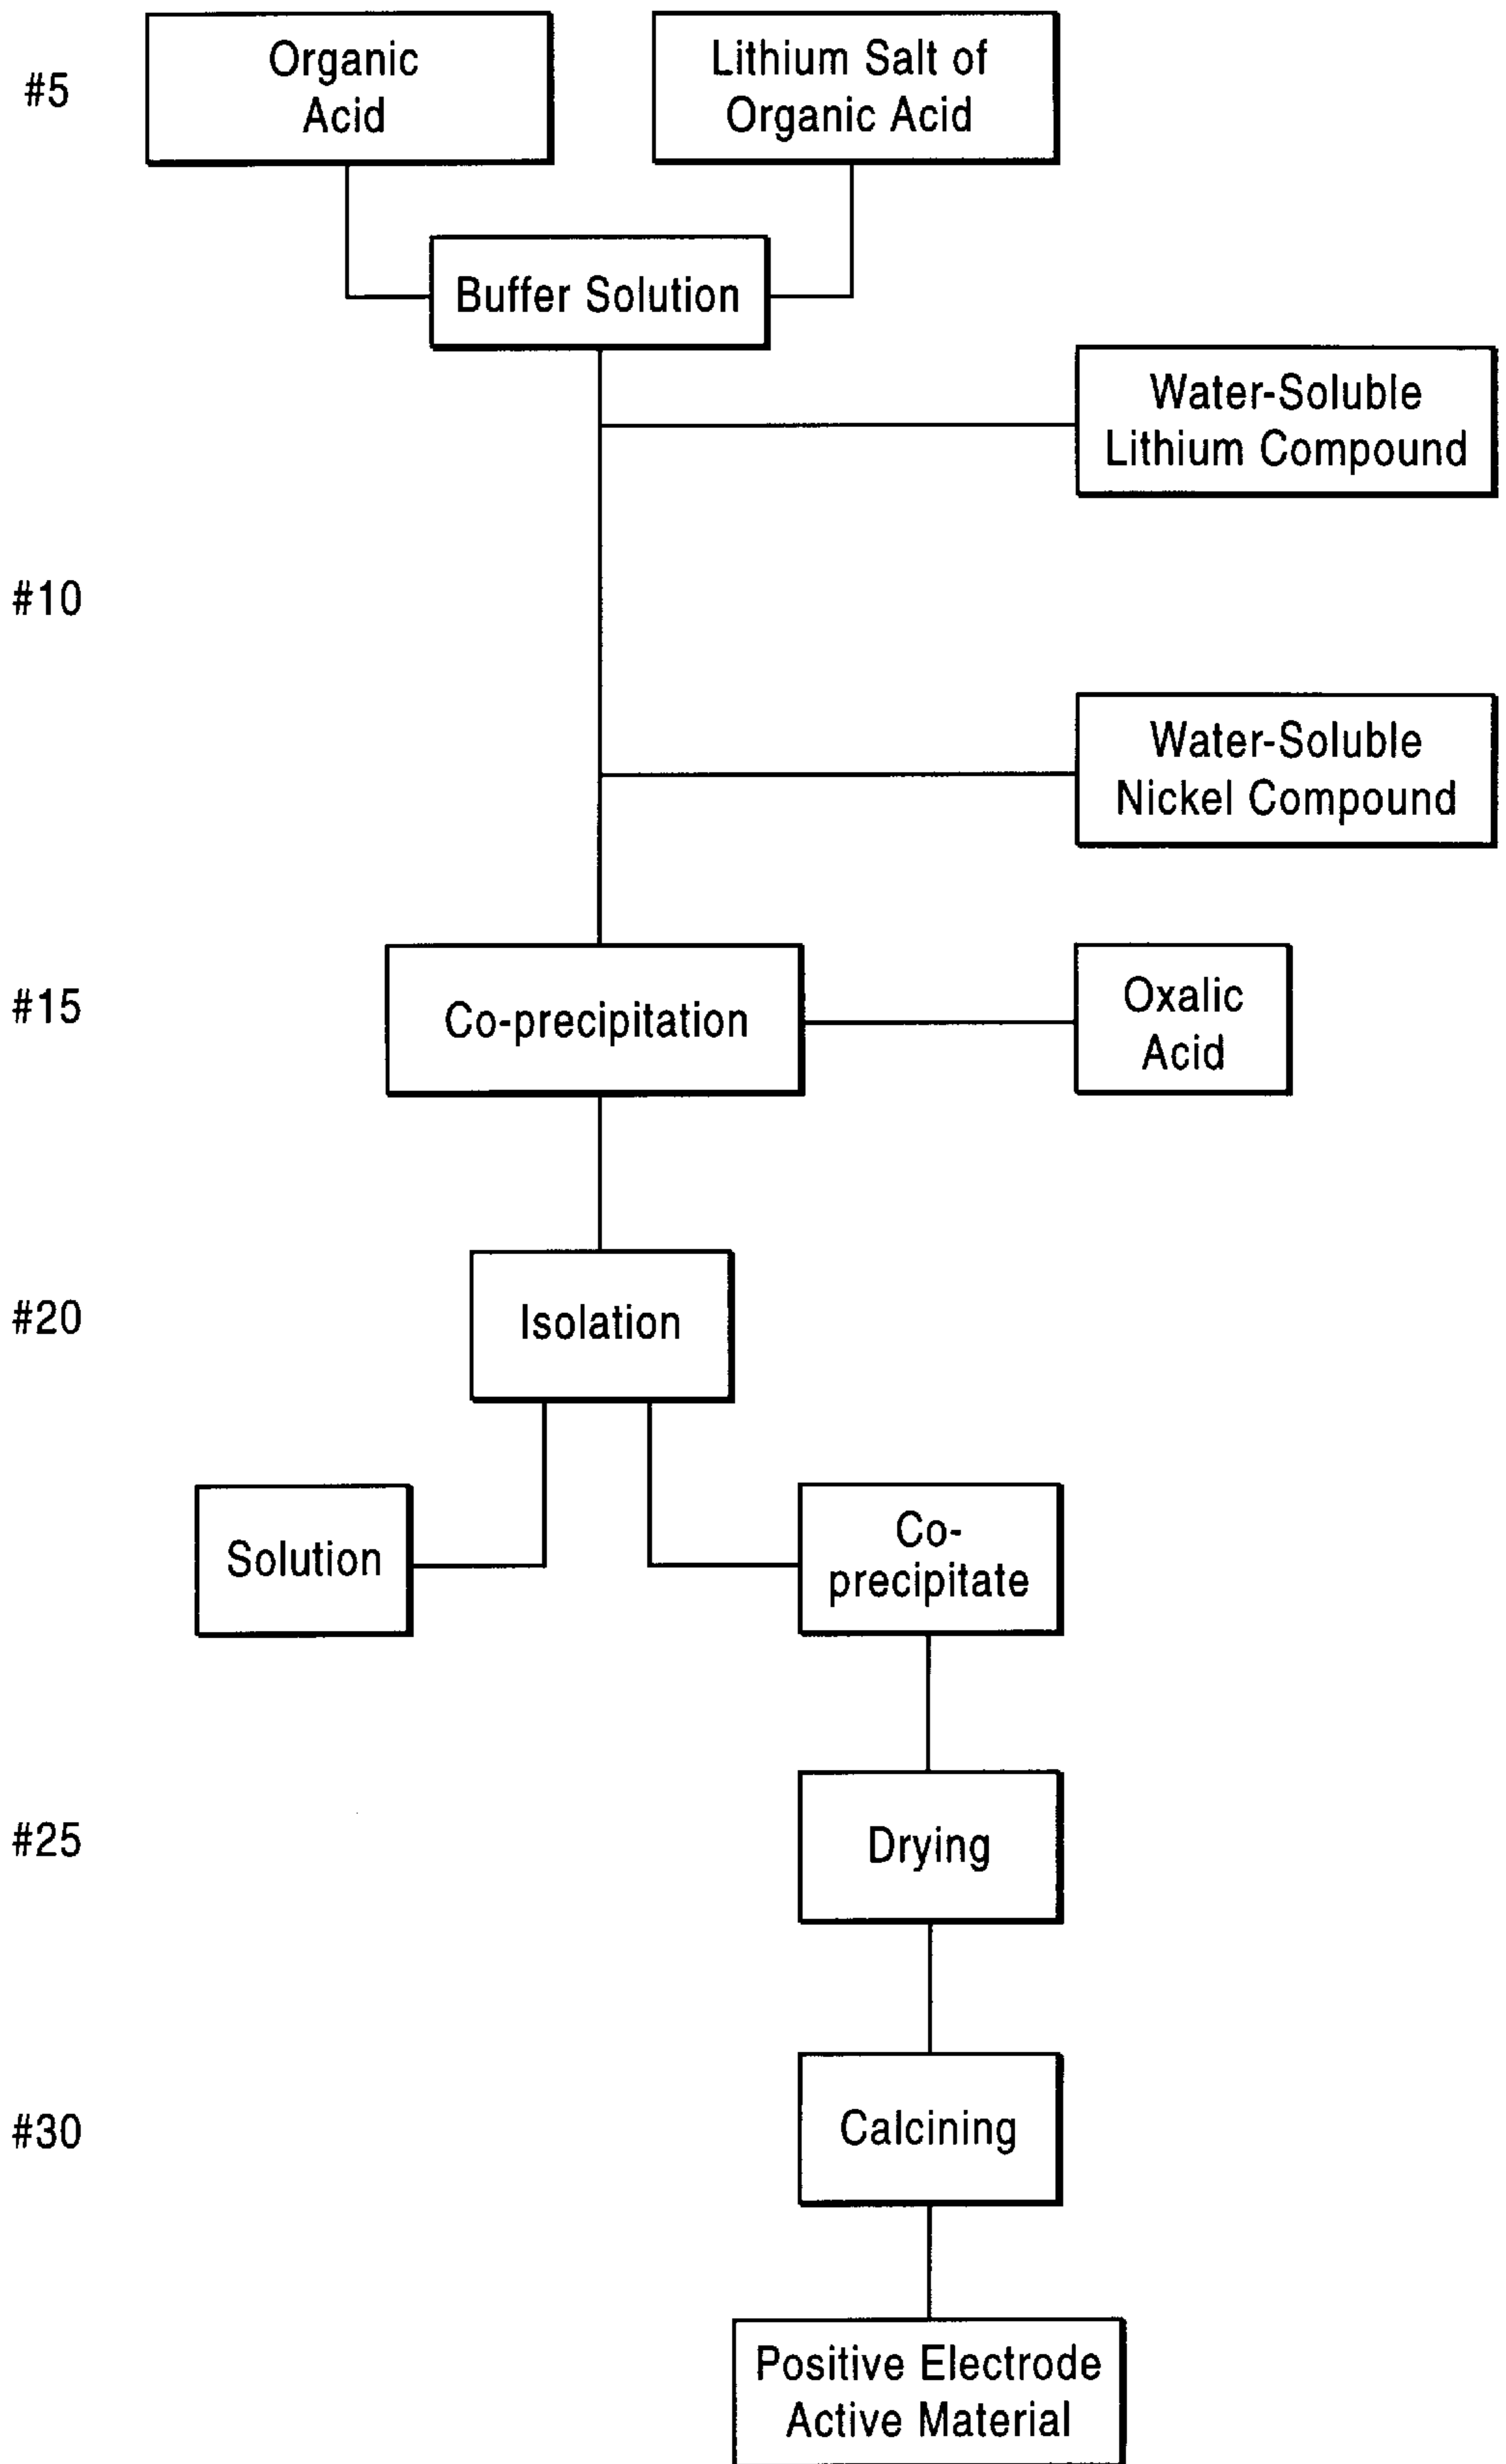 #5
Organic
Acid
Lithium Salt of
Organic Acid
Buffer Solution
Water-Soluble
Lithium Compound
#10
Water-Soluble
Nickel Compound
#15
Co-precipitation
Oxalic
Acid
#20
Isolation
Solution
Co-
precipitate
#25
Drying
#30
Calcining
Positive Electrode
Active Material